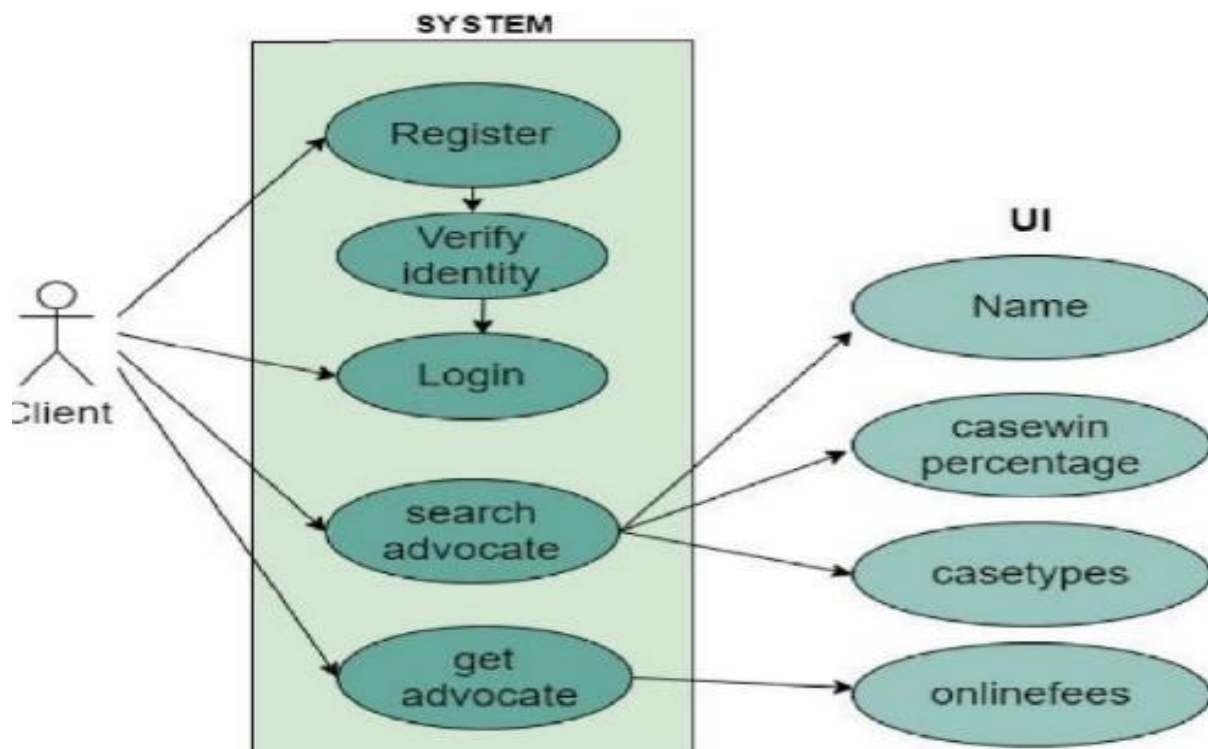 SYSTEM
Register
Verify
identity
Login
search
advocate
get
advocate
Client
UI
Name
casewin
percentage
casetypes
onlinefees